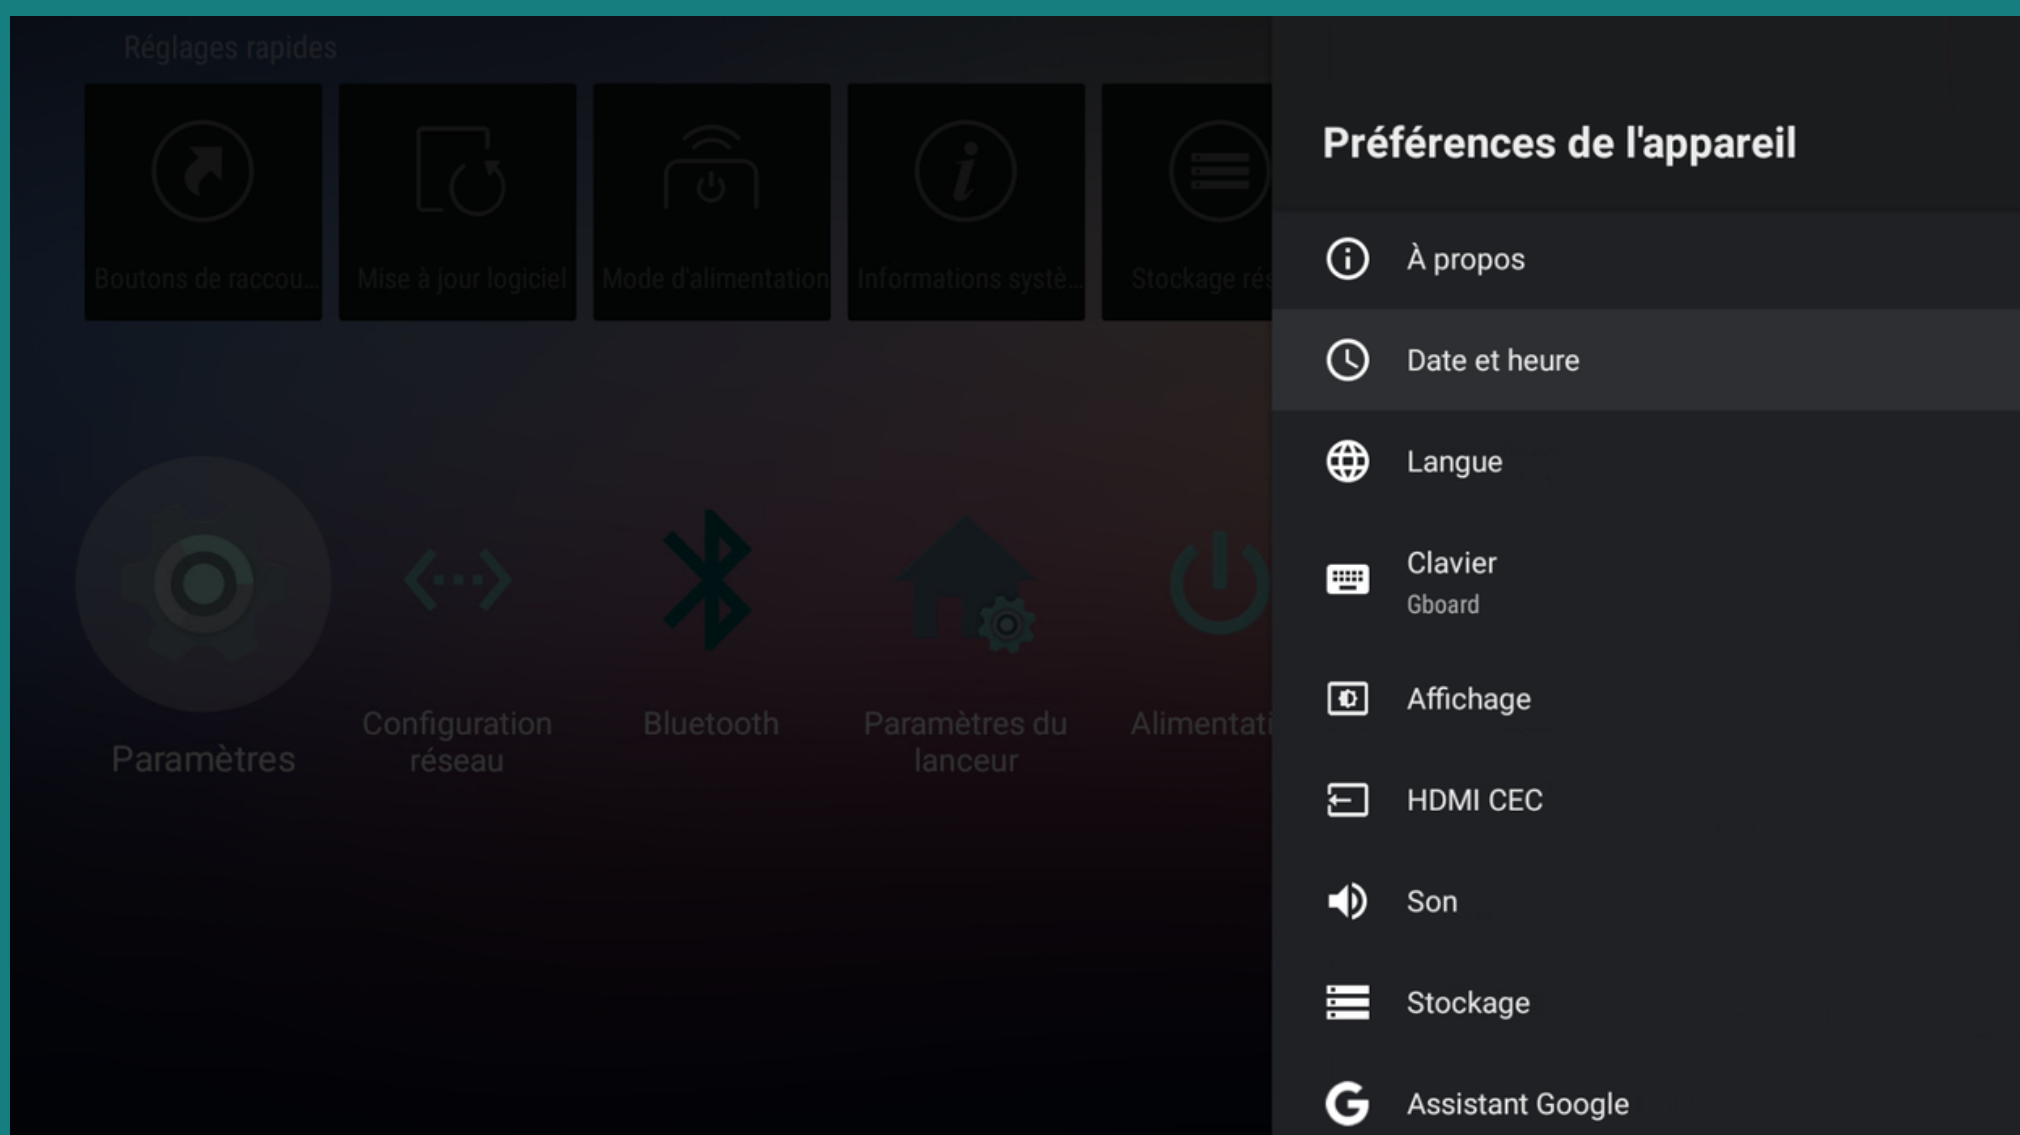 Réglages rapides
Boutons de raccou...
Mise à jour logiciel
Mode d'alimentation
Informations systè...
Stockage rés
Paramètres
Configuration
réseau
Bluetooth
Paramètres du
lanceur
Alimentati
Préférences de l'appareil
À propos
Date et heure
Langue
Clavier
Gboard
Affichage
HDMI CEC
Son
Stockage
Assistant Google